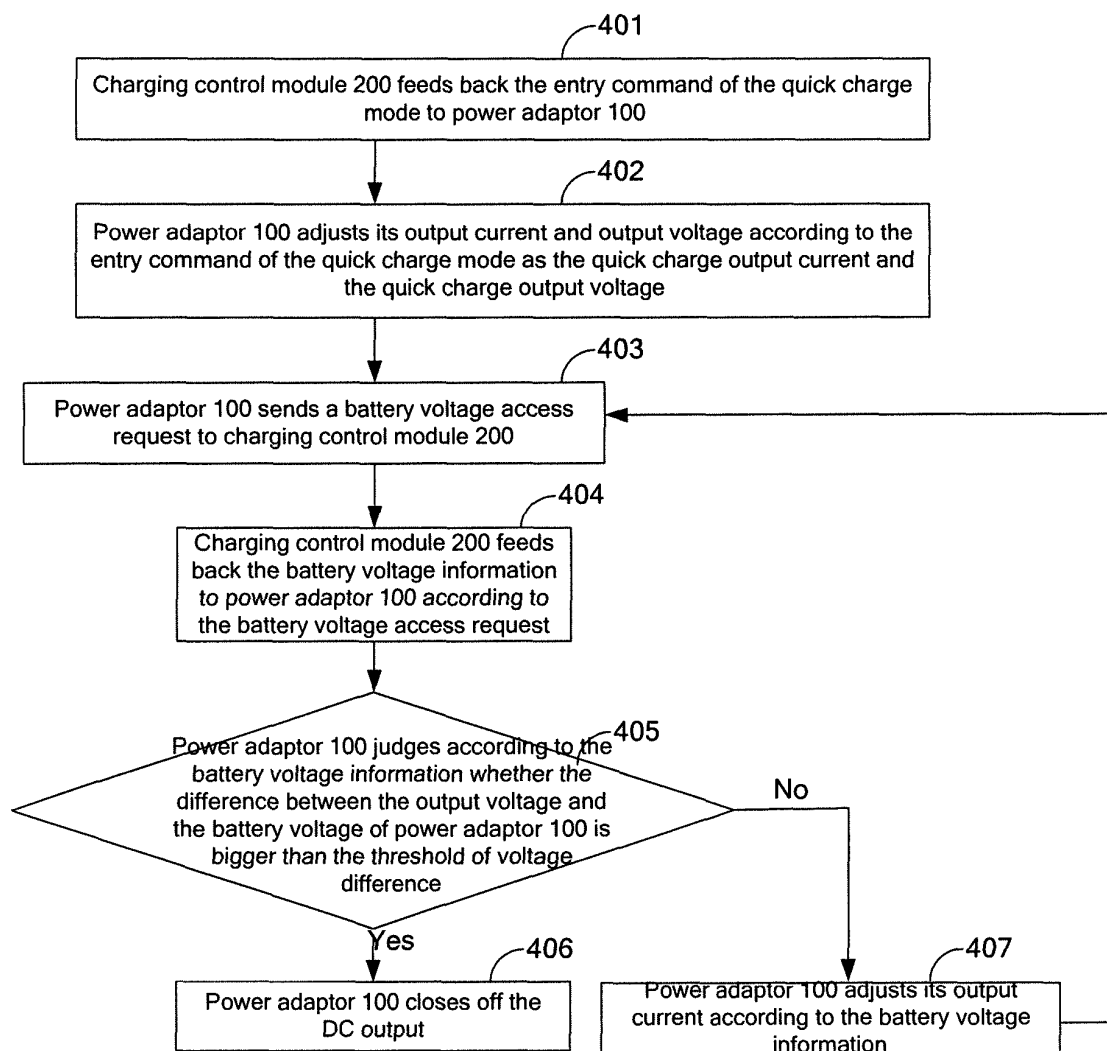 401
Charging control module 200 feeds back the entry command of the quick charge
mode to power adaptor 100
402
Power adaptor 100 adjusts its output current and output voltage according to the
entry command of the quick charge mode as the quick charge output current and
the quick charge output voltage
403
Power adaptor 100 sends a battery voltage access
request to charging control module 200
404
Charging control module 200 feeds
back the battery voltage information
to power adaptor 100 according to
the battery voltage access request
405
Power adaptor 100 judges according to the
battery voltage information whether the
difference between the output voltage and
the battery voltage of power adaptor 100 is
bigger than the threshold of voltage
difference
No
Yes
406
Power adaptor 100 closes off the
DC output
407
Power adaptor 100 adjusts its output
current according to the battery voltage
information